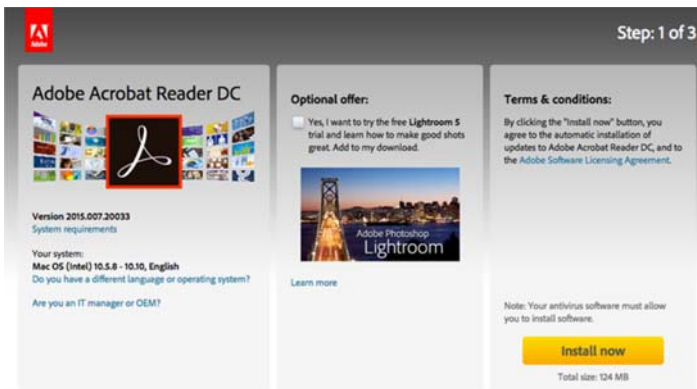 Adobe
Step: 1 of 3
Adobe Acrobat Reader DC
Version 2015.007.20033
System requirements
Your system:
Mac OS (Intel) 10.5.8 - 10.10, English
Do you have a different language or operating system?
Are you an IT manager or OEM?
Optional offer:
Yes, I want to try the free Lightroom 5
trial and learn how to make good shots
great. Add to my download.
Adobe Photoshop
Lightroom
Learn more
Terms & conditions:
By clicking the "Install now" button, you
agree to the automatic installation of
updates to Adobe Acrobat Reader DC, and to
the Adobe Software Licensing Agreement.
Note: Your antivirus software must allow
you to install software.
Install now
Total size: 124 MB